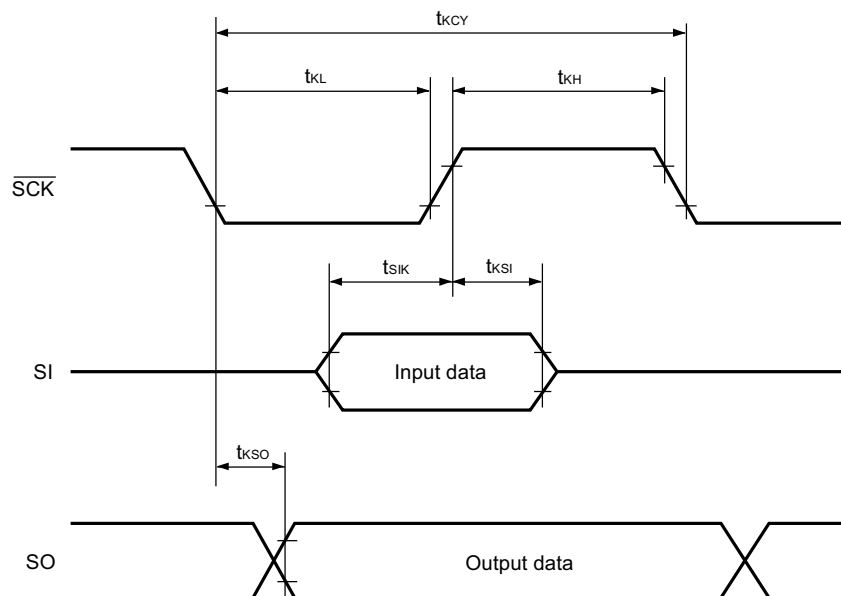 tKCY
tKL
tKH
SCK
tSIK
tKSI
SI
Input data
tKSO
SO
Output data